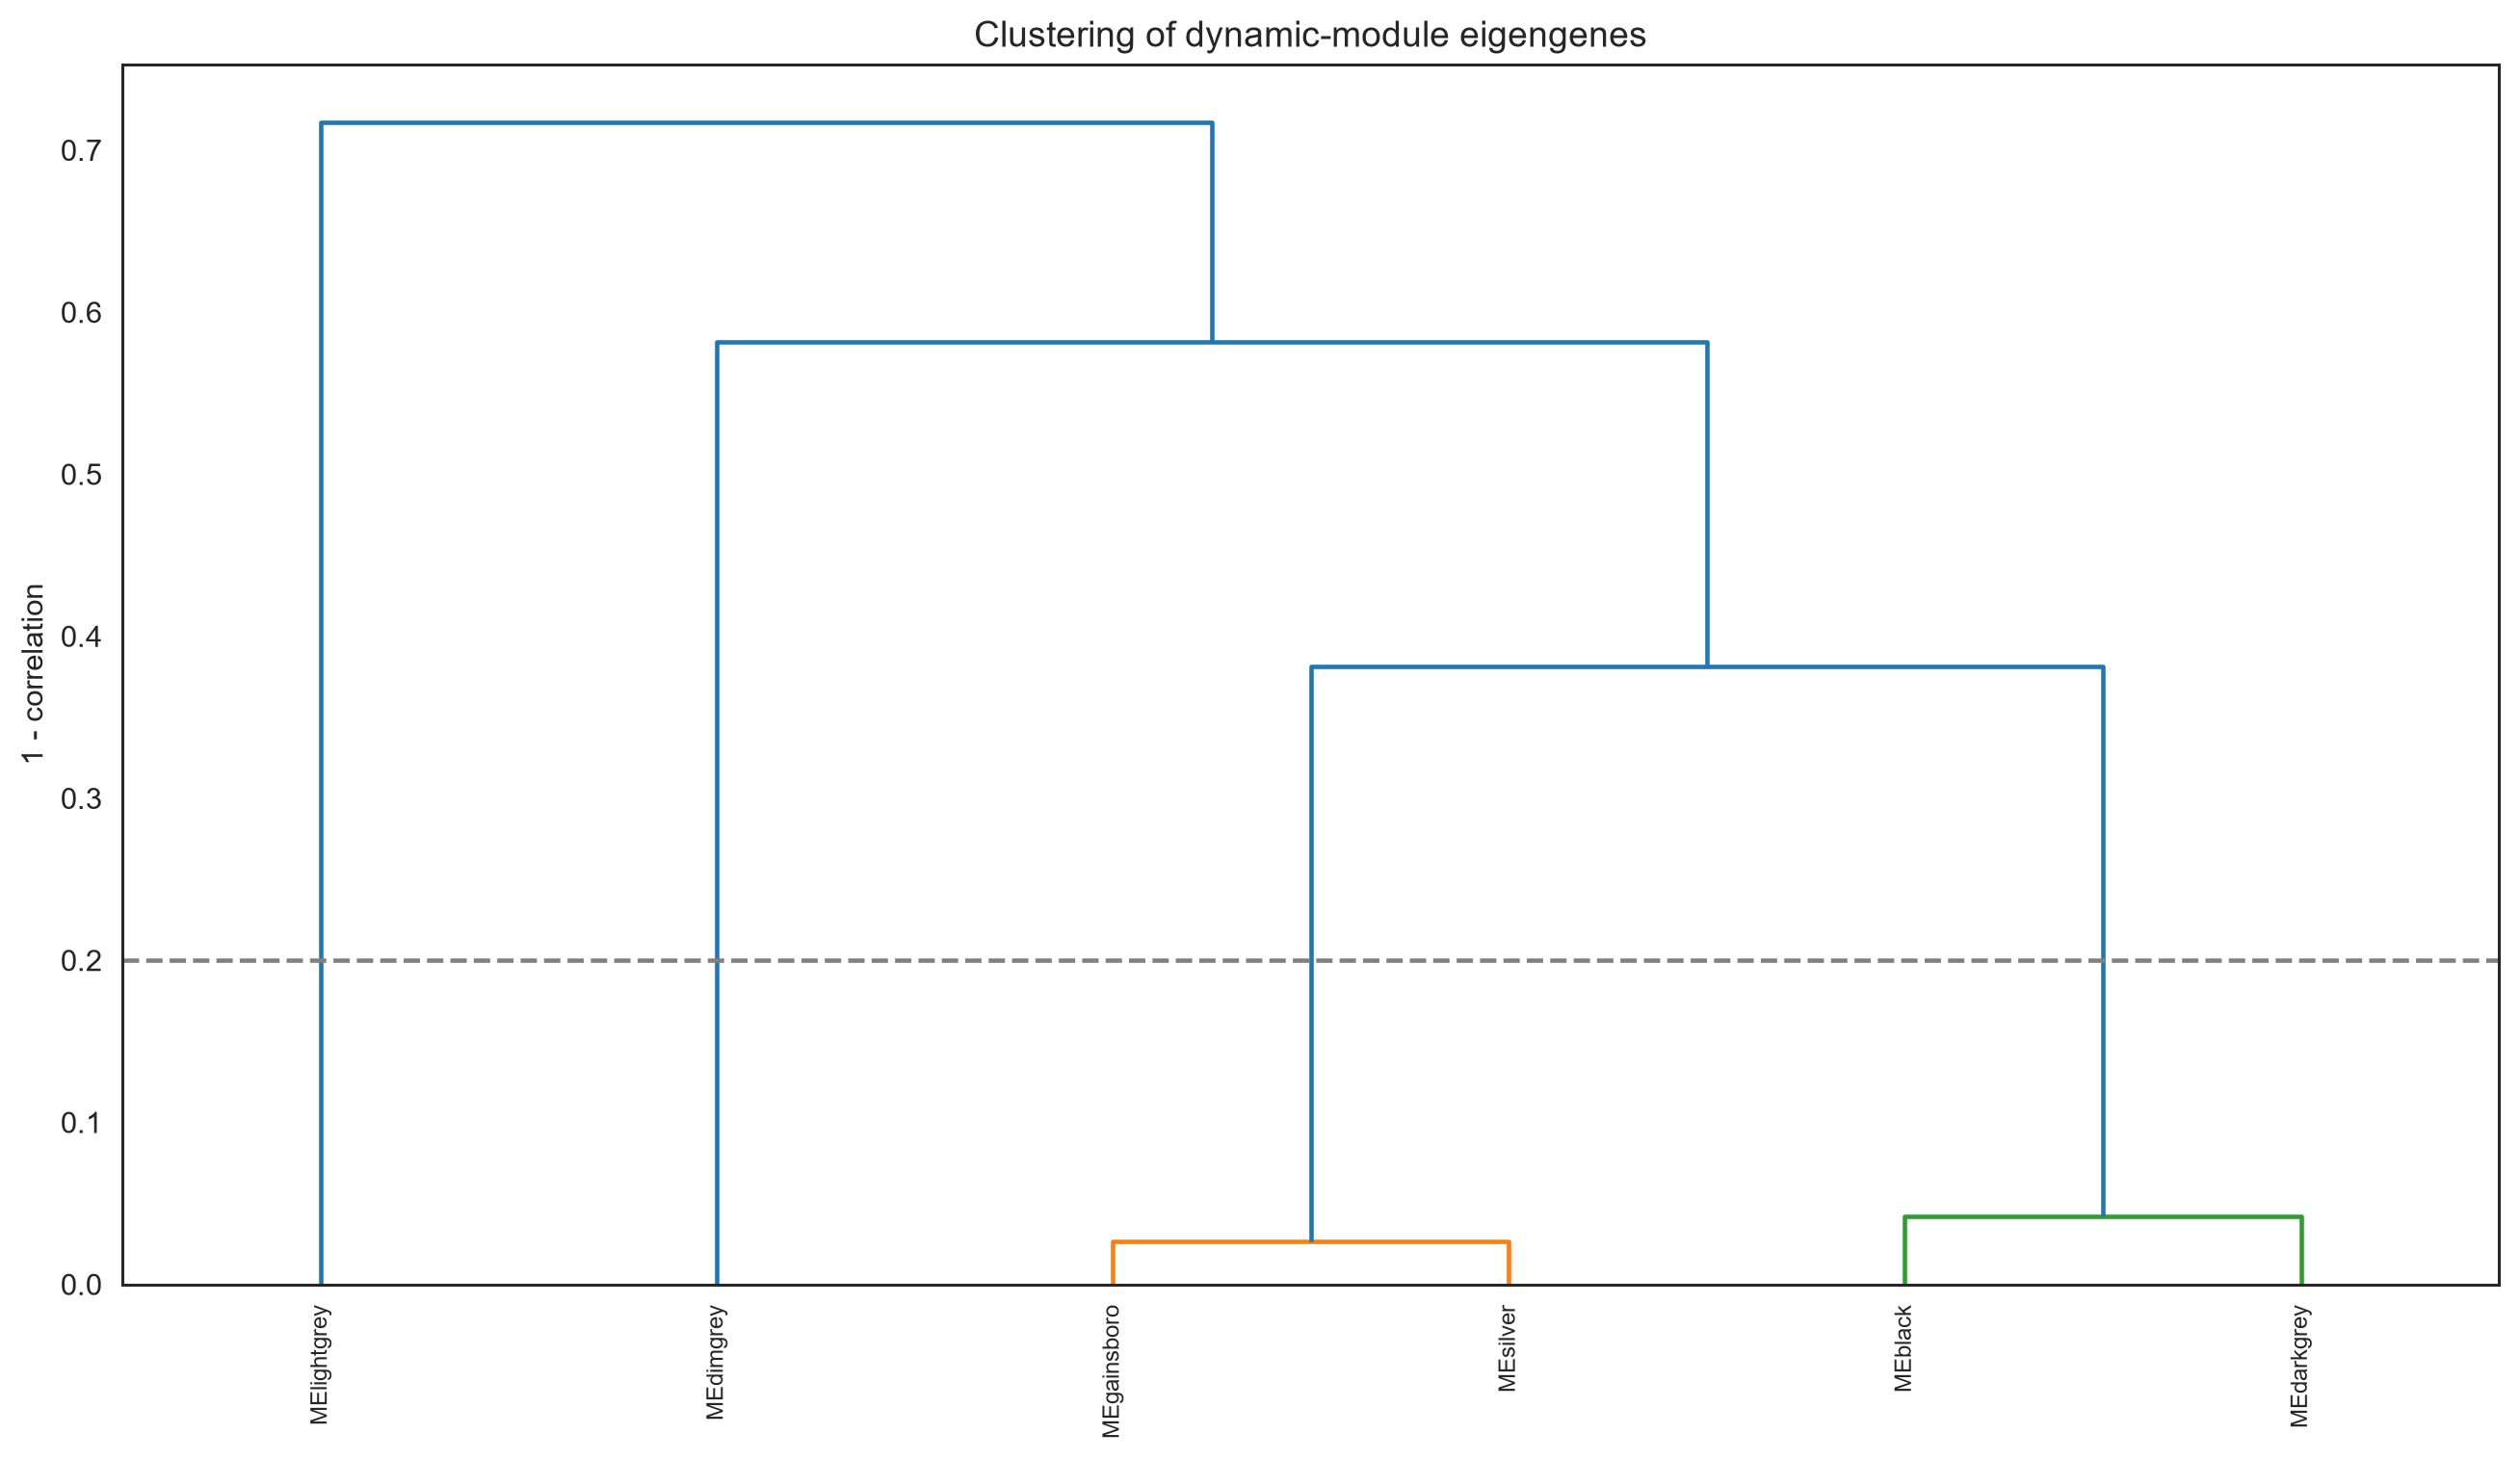 Clustering of dynamic-module eigengenes
1 - correlation
0.7
0.6
0.5
0.4
0.3
0.2
0.1
0.0
MElightgrey
MEdimgrey
MEgainsboro
MEsilver
MEblack
MEdarkgrey